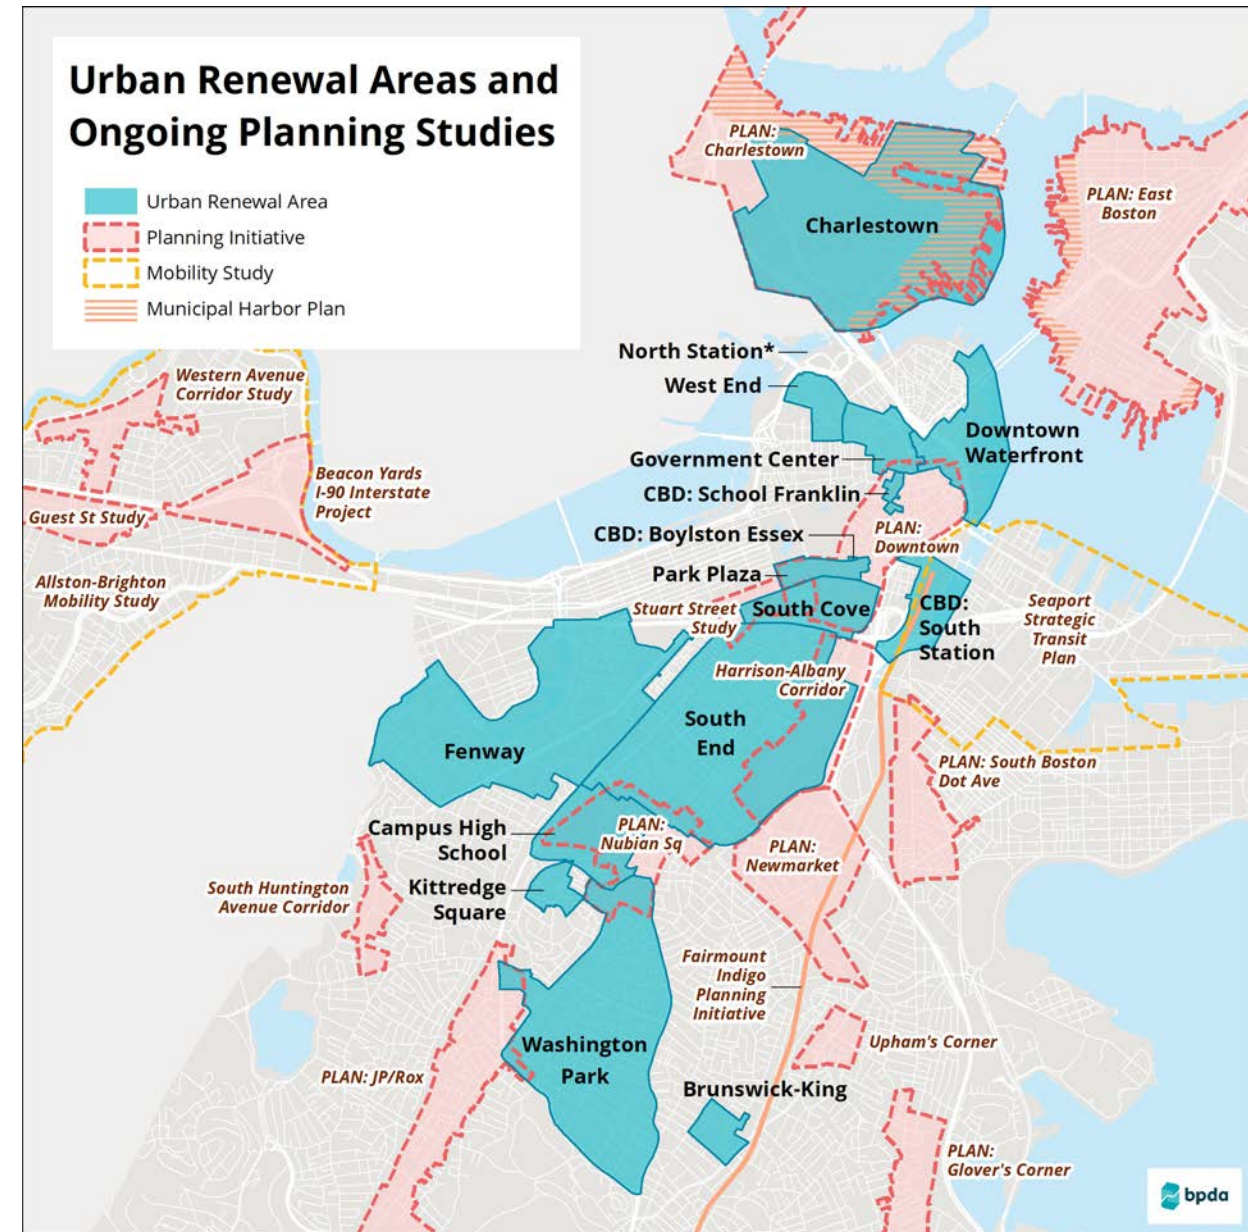 Urban Renewal Areas and
Ongoing Planning Studies
Urban Renewal Area
Planning Initiative
Mobility Study
Municipal Harbor Plan
PLAN:
Charlestown
Charlestown
PLAN: East
Boston
North Station*
West End
Western Avenue
Corridor Study
Downtown
Waterfront
Government Center
Beacon Yards
I-90 Interstate
Project
CBD: School Franklin
Guest St Study
CBD: Boylston Essex
PLAN:
Downtown
Allston-Brighton
Mobility Study
Park Plaza
Stuart Street
Study
South Cove
CBD:
South
Station
Seaport
Strategic
Transit
Plan
Harrison-Albany
Corridor
South
End
Fenway
PLAN: South Boston
Dot Ave
Campus High
School
PLAN:
Nubian Sq
PLAN:
Newmarket
South Huntington
Avenue Corridor
Kittredge
Square
Fairmount
Indigo
Planning
Initiative
Upham's Corner
Washington
Park
PLAN: JP/Rox
Brunswick-King
PLAN:
Glover's Corner
bpda